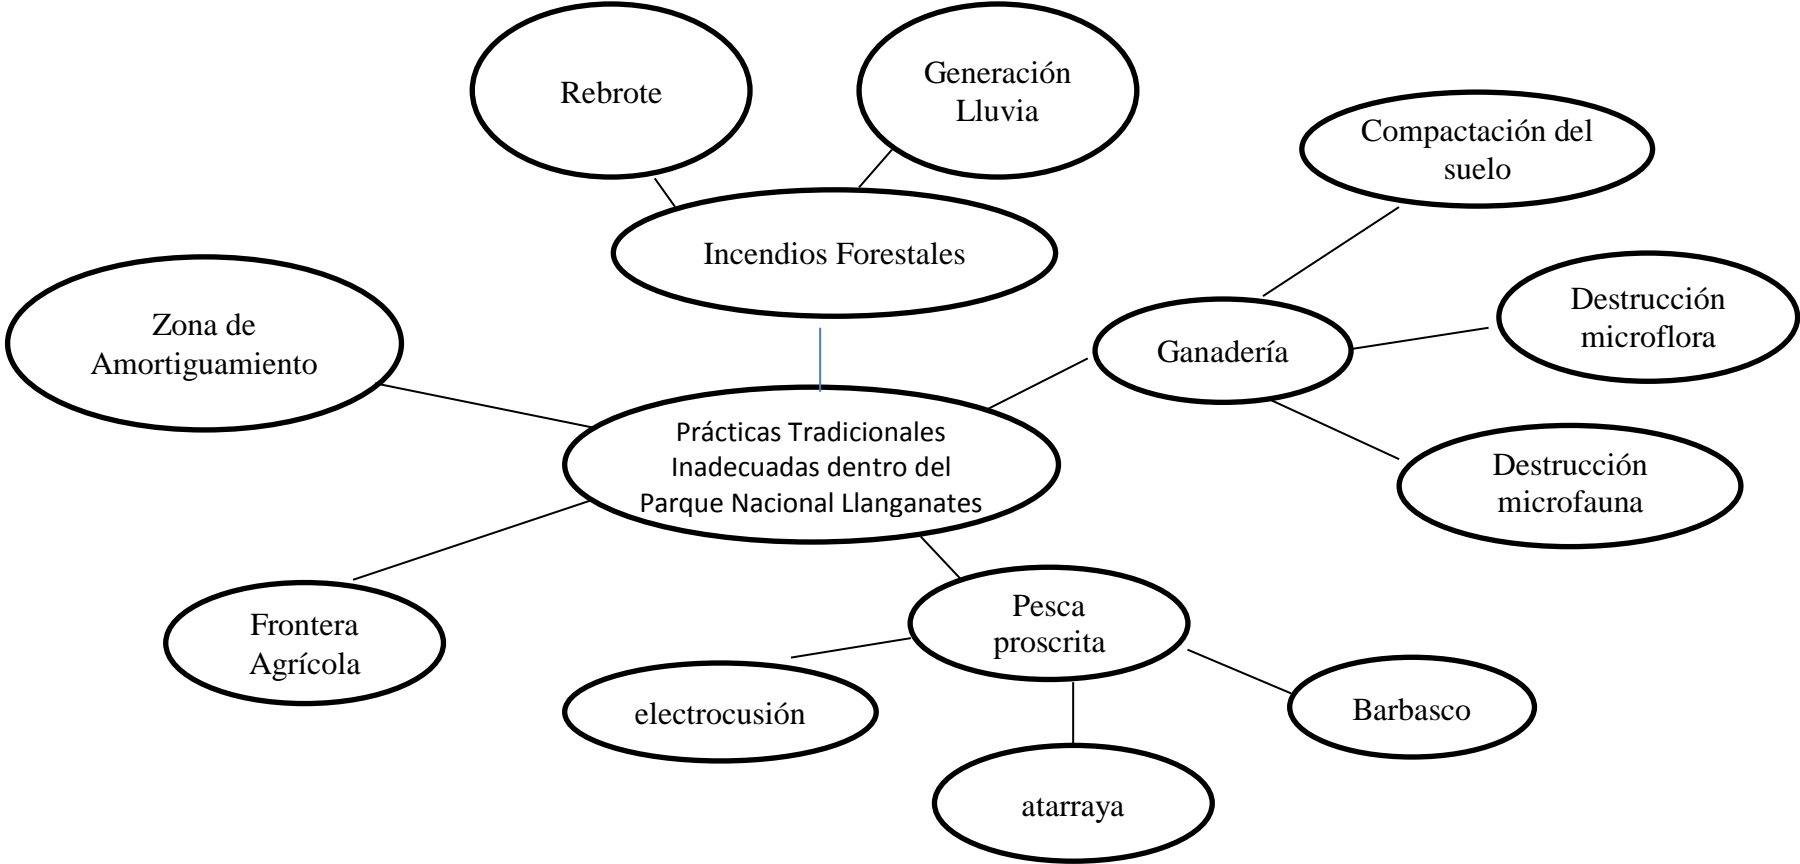 Rebrote
Generación
Lluvia
Compactación del
suelo
Incendios Forestales
Zona de
Amortiguamiento
Destrucción
microflora
Ganadería
Prácticas Tradicionales
Inadecuadas dentro del
Parque Nacional Llanganates
Destrucción
microfauna
Frontera
Agrícola
Pesca
proscrita
electrocusión
Barbasco
atarraya